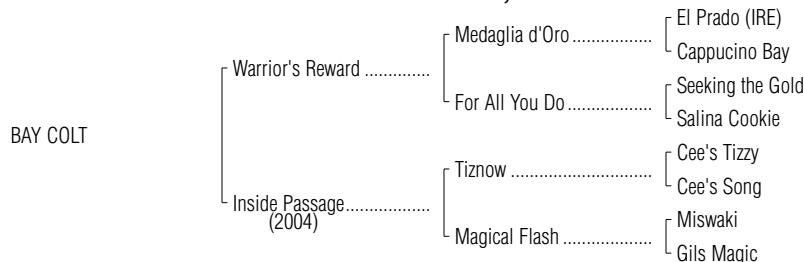 El Prado (IRE)
Medaglia d'Oro
Cappucino Bay
Warrior's Reward
Seeking the Gold
For All You Do
Salina Cookie
BAY COLT
Cee's Tizzy
Tiznow
Cee's Song
Inside Passage
(2004)
Miswaki
Magical Flash
Gils Magic